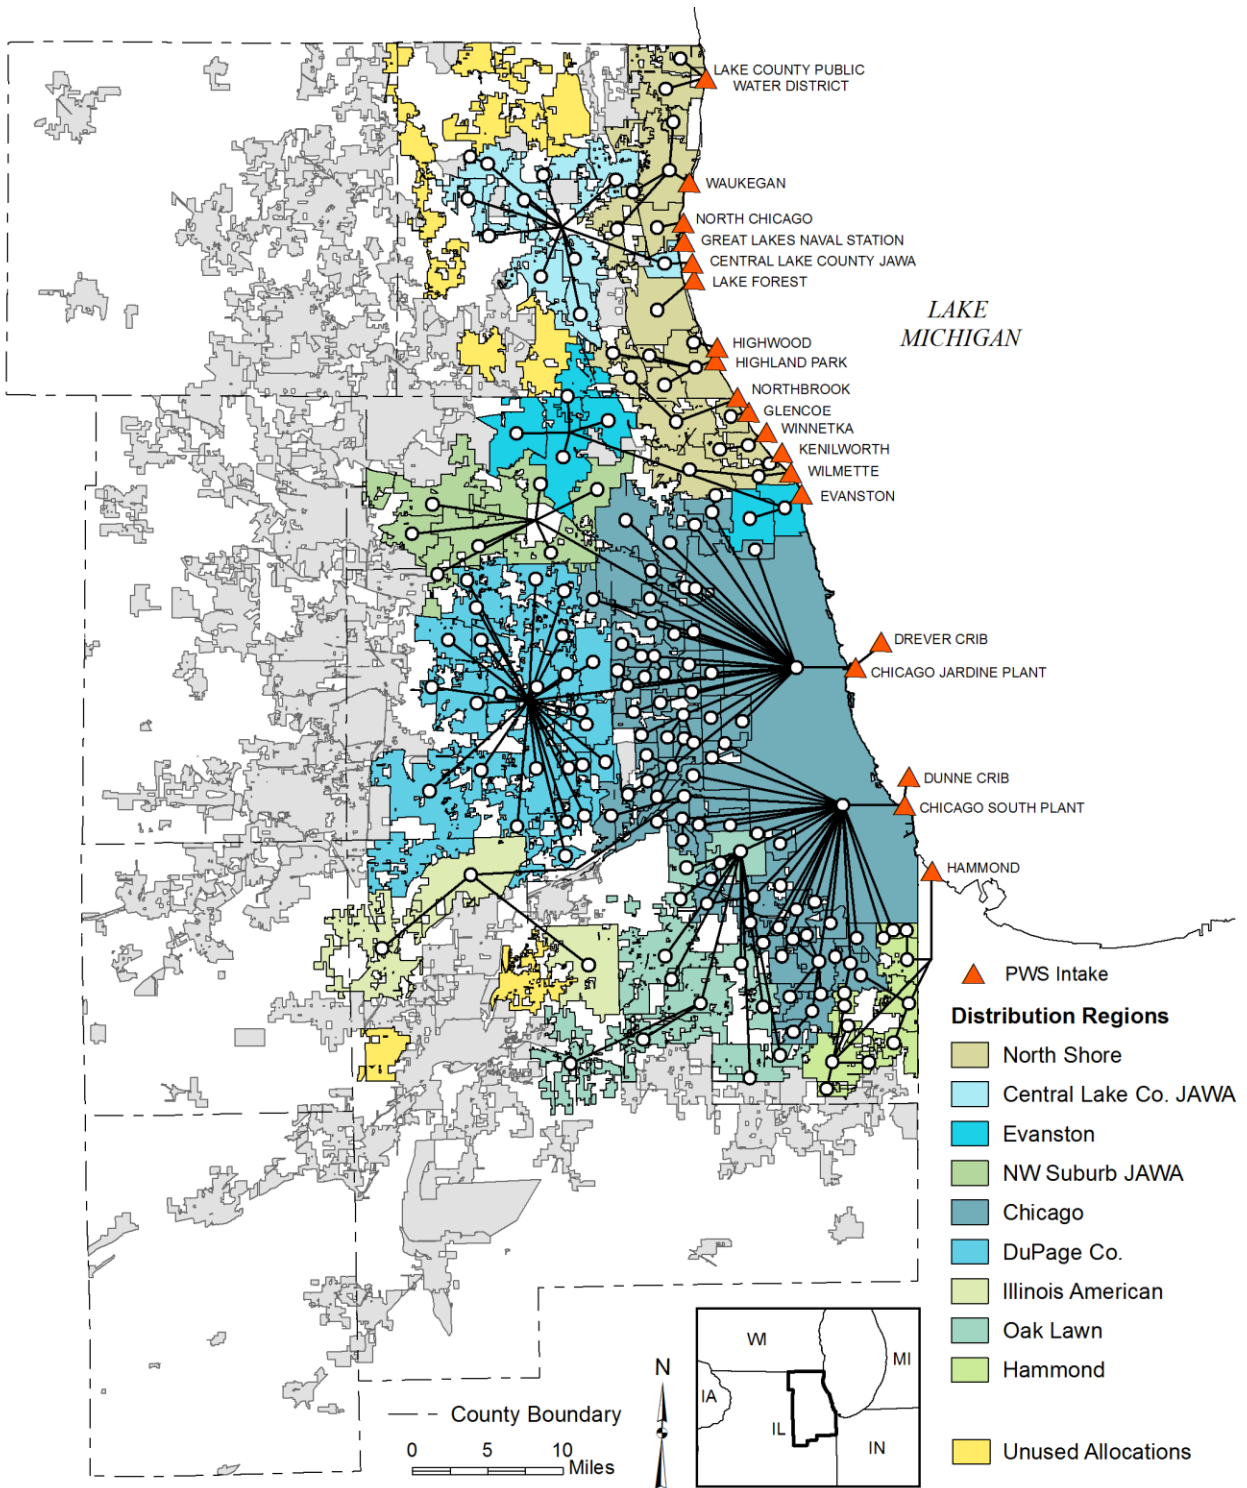 LAKE COUNTY PUBLIC
WATER DISTRICT
WAUKEGAN
NORTH CHICAGO
GREAT LAKES NAVAL STATION
CENTRAL LAKE COUNTY JAWA
LAKE FOREST
LAKE
MICHIGAN
HIGHWOOD
HIGHLAND PARK
NORTHBROOK
GLENCOE
WINNETKA
KENILWORTH
WILMETTE
EVANSTON
DREVER CRIB
CHICAGO JARDINE PLANT
DUNNE CRIB
CHICAGO SOUTH PLANT
HAMMOND
PWS Intake
Distribution Regions
North Shore
Central Lake Co. JAWA
Evanston
NW Suburb JAWA
Chicago
DuPage Co.
Illinois American
Oak Lawn
Hammond
Unused Allocations
County Boundary
0 5 10
Miles
N
WI
MI
IA
IL
IN